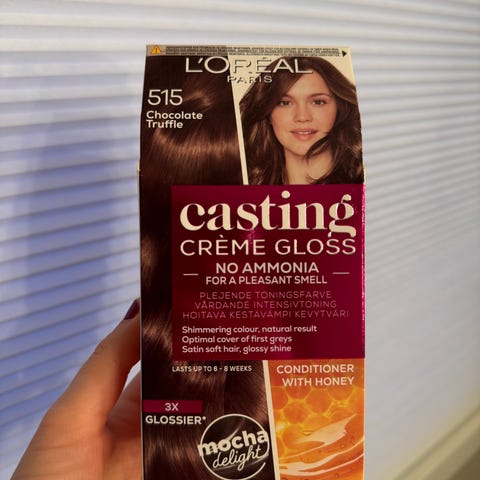 L'ORÉAL
PARIS
515
Chocolate
Truffle
casting
CRÈME GLOSS
NO AMMONIA
FOR A PLEASANT SMELL
PLEJENDE TONINGSFARVE
VÅRDANDE INTENSIVTONING
HOITAVA KESTÄVÄMPI KEVYTVÄRI
Shimmering colour, natural result
Optimal cover of first greys
Satin soft hair, glossy shine
LASTS UP TO 6 - 8 WEEKS
CONDITIONER
WITH HONEY
3X
GLOSSIER*
mocha
delight